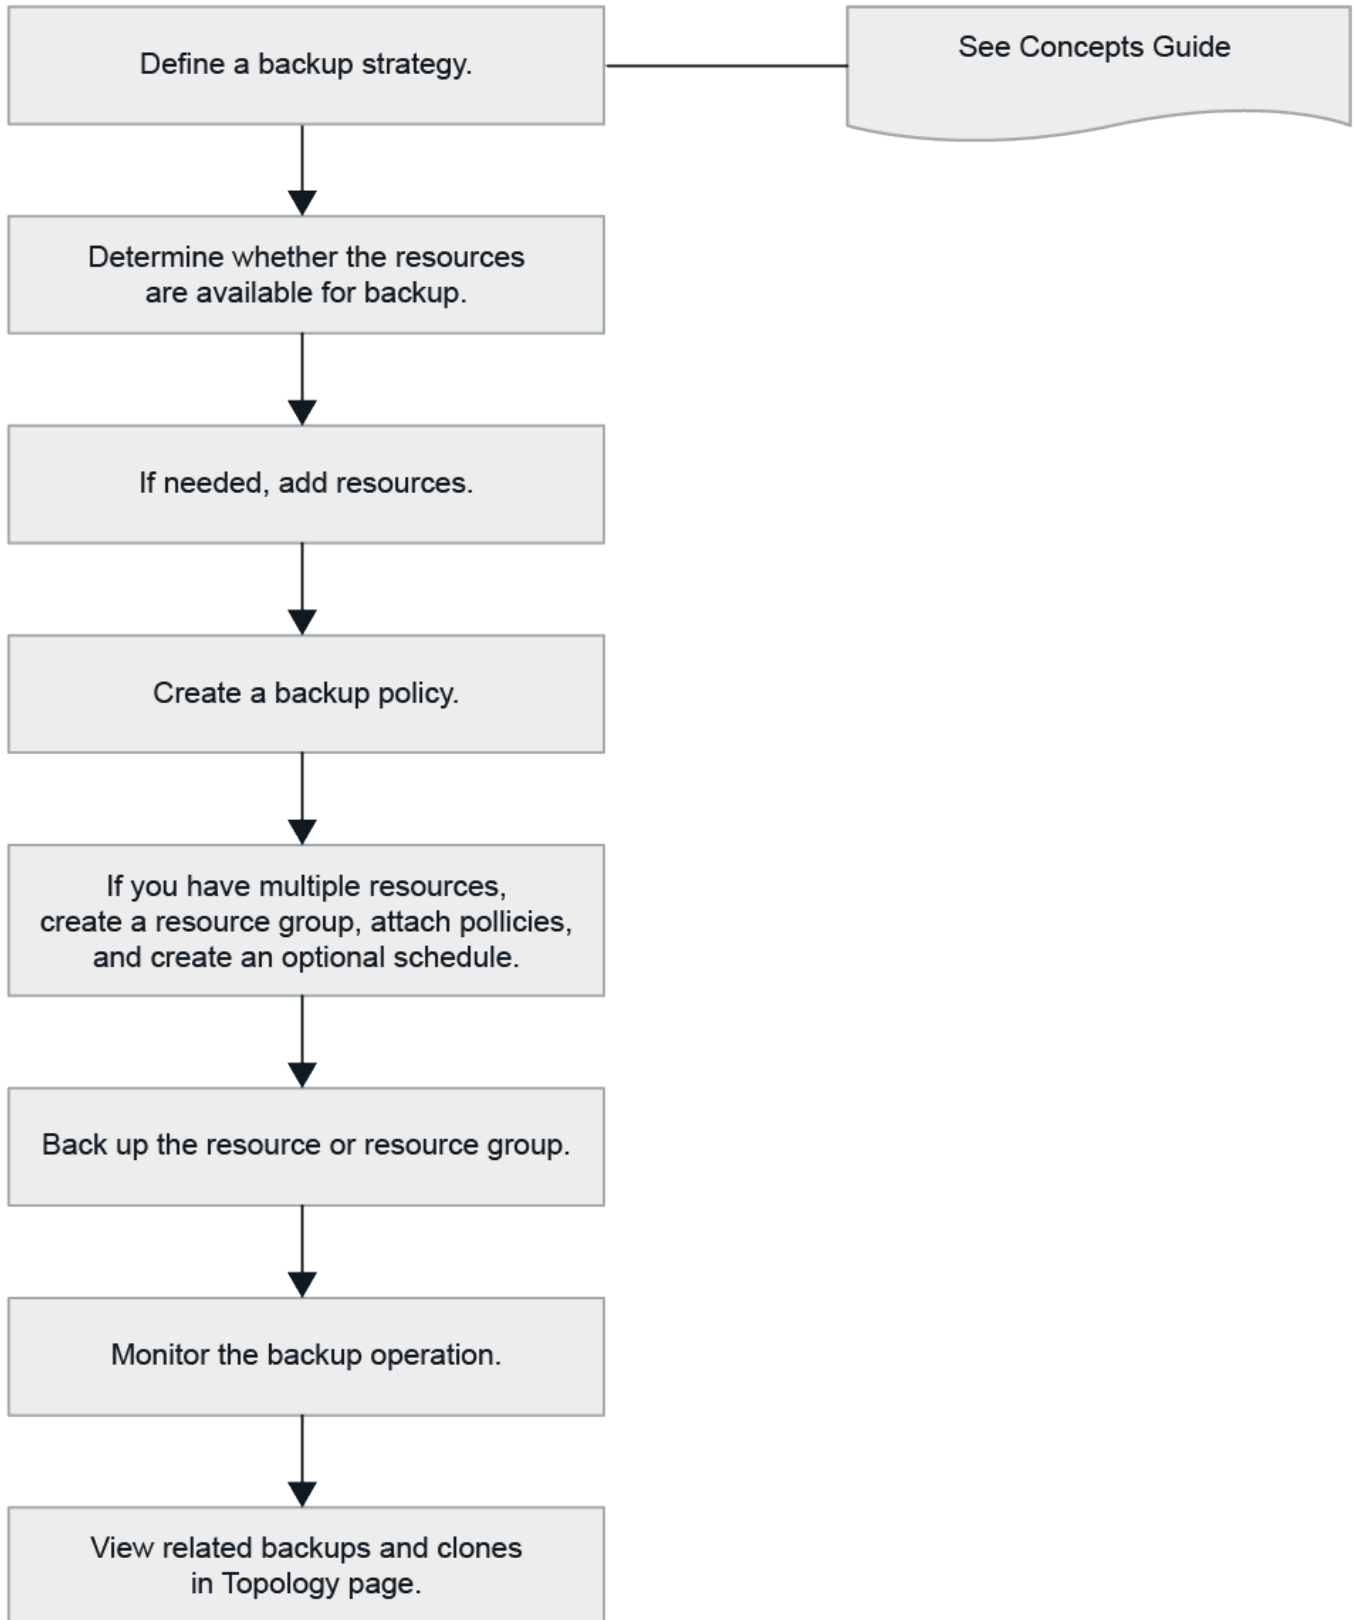 Define a backup strategy.
See Concepts Guide
Determine whether the resources
are available for backup.
If needed, add resources.
Create a backup policy.
If you have multiple resources,
create a resource group, attach pollicies,
and create an optional schedule.
Back up the resource or resource group.
Monitor the backup operation.
View related backups and clones
in Topology page.